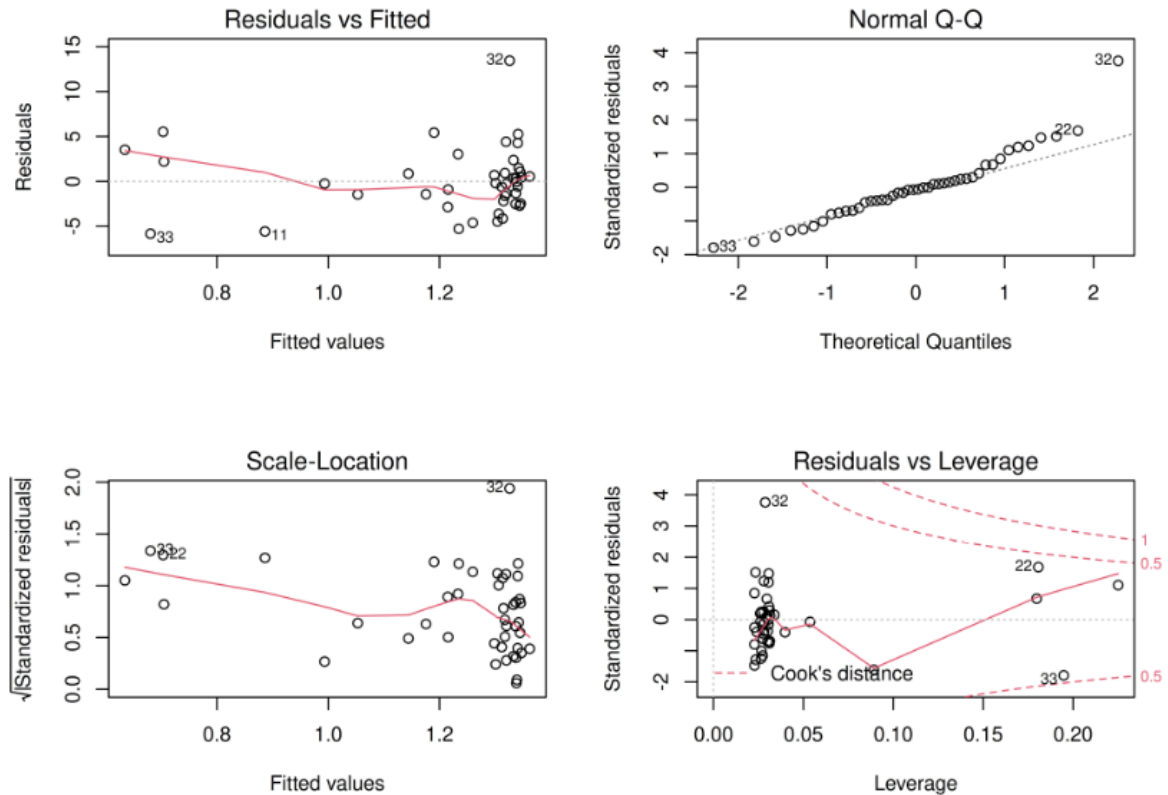 Residuals vs Fitted
Residuals
15
10
5
0
-5
32
33
11
0.8 1.0 1.2
Fitted values
Normal Q-Q
Standardized residuals
4
3
2
1
0
-2
32
22
33
-2 -1 0 1 2
Theoretical Quantiles
Scale-Location
√|Standardized residuals|
2.0
1.5
1.0
0.5
0.0
32
33
22
0.8 1.0 1.2
Fitted values
Residuals vs Leverage
Standardized residuals
4
3
2
1
0
-2
32
22
33
1
0.5
0.5
Cook's distance
0.00 0.05 0.10 0.15 0.20
Leverage